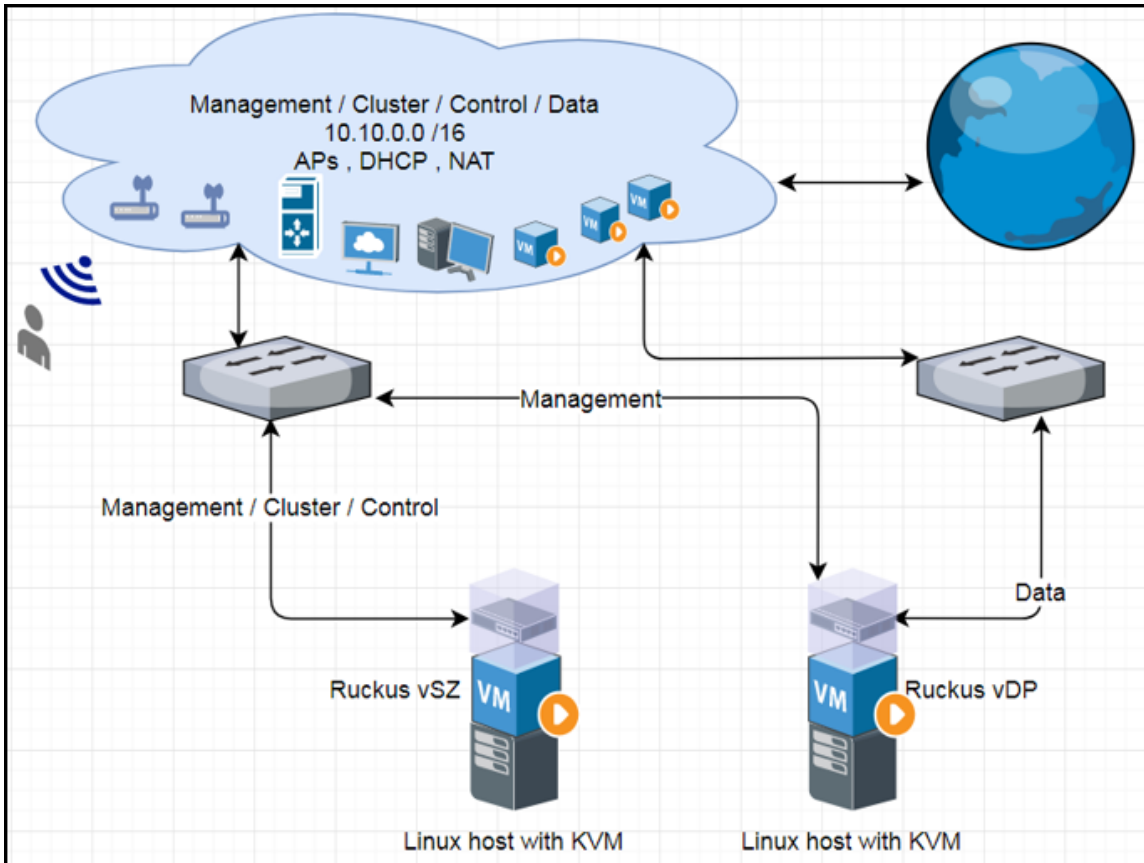 Management / Cluster / Control / Data
10.10.0.0 /16
APs , DHCP , NAT
VM
VM
VM
Management
Management / Cluster / Control
Data
Ruckus vSZ
VM
VM
Ruckus vDP
Linux host with KVM
Linux host with KVM